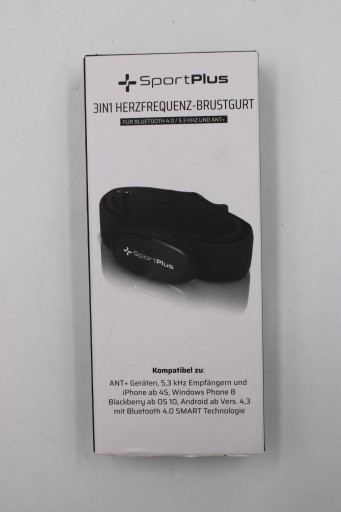 SportPlus
3IN1 HERZFREQUENZ-BRUSTGURT
FÜR BLUETOOTH 4.0 / 5.3 KHZ UND ANT+
SportPlus
Kompatibel zu:
ANT+ Geräten, 5,3 kHz Empfängern und
iPhone ab 4S, Windows Phone 8
Blackberry ab OS 10, Android ab Vers. 4,3
mit Bluetooth 4.0 SMART Technologie